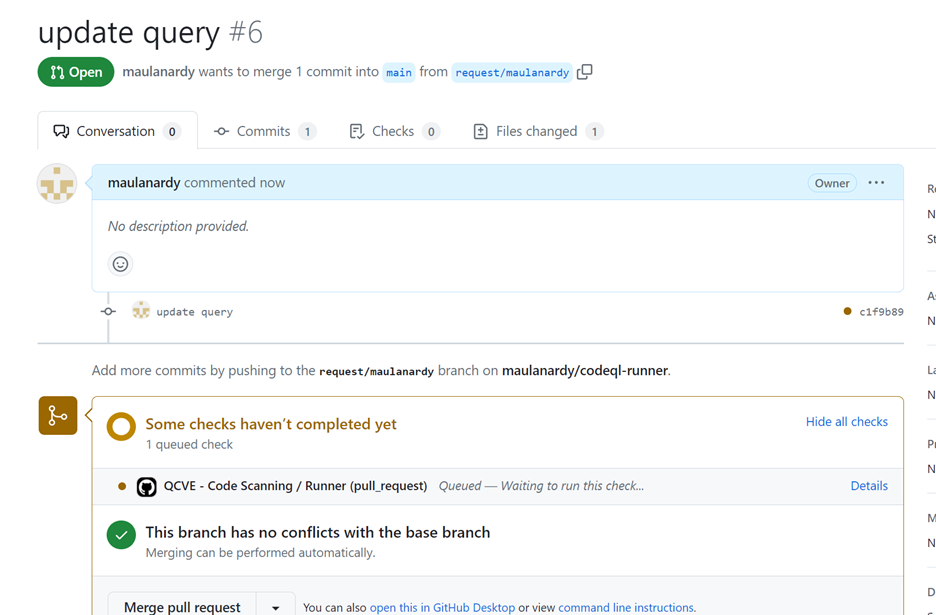 update query #6
Open maulanardy wants to merge 1 commit into main from request/maulanardy
Conversation 0 Commits 1 Checks 0 Files changed 1
maulanardy commented now Owner ...
No description provided.
update query c1f9b89
Add more commits by pushing to the request/maulanardy branch on maulanardy/codeql-runner.
Some checks haven't completed yet Hide all checks
1 queued check
QCVE - Code Scanning / Runner (pull_request) Queued — Waiting to run this check... Details
This branch has no conflicts with the base branch
Merging can be performed automatically.
Merge pull request You can also open this in GitHub Desktop or view command line instructions.